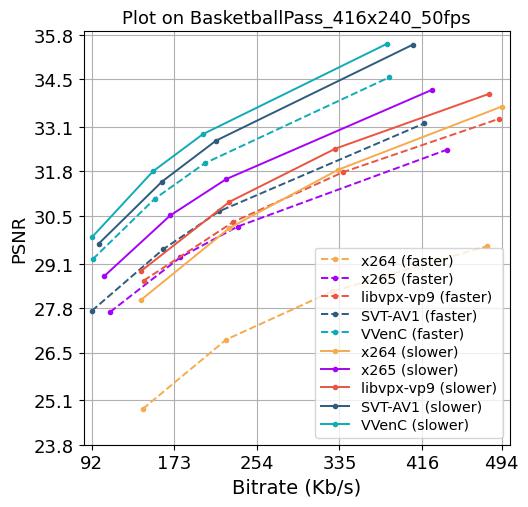 Plot on BasketballPass_416x240_50fps
35.8
34.5
33.1
31.8
30.5
29.1
27.8
26.5
25.1
23.8
PSNR
x264 (faster)
x265 (faster)
libvpx-vp9 (faster)
SVT-AV1 (faster)
VVenC (faster)
x264 (slower)
x265 (slower)
libvpx-vp9 (slower)
SVT-AV1 (slower)
VVenC (slower)
92 173 254 335 416 494
Bitrate (Kb/s)